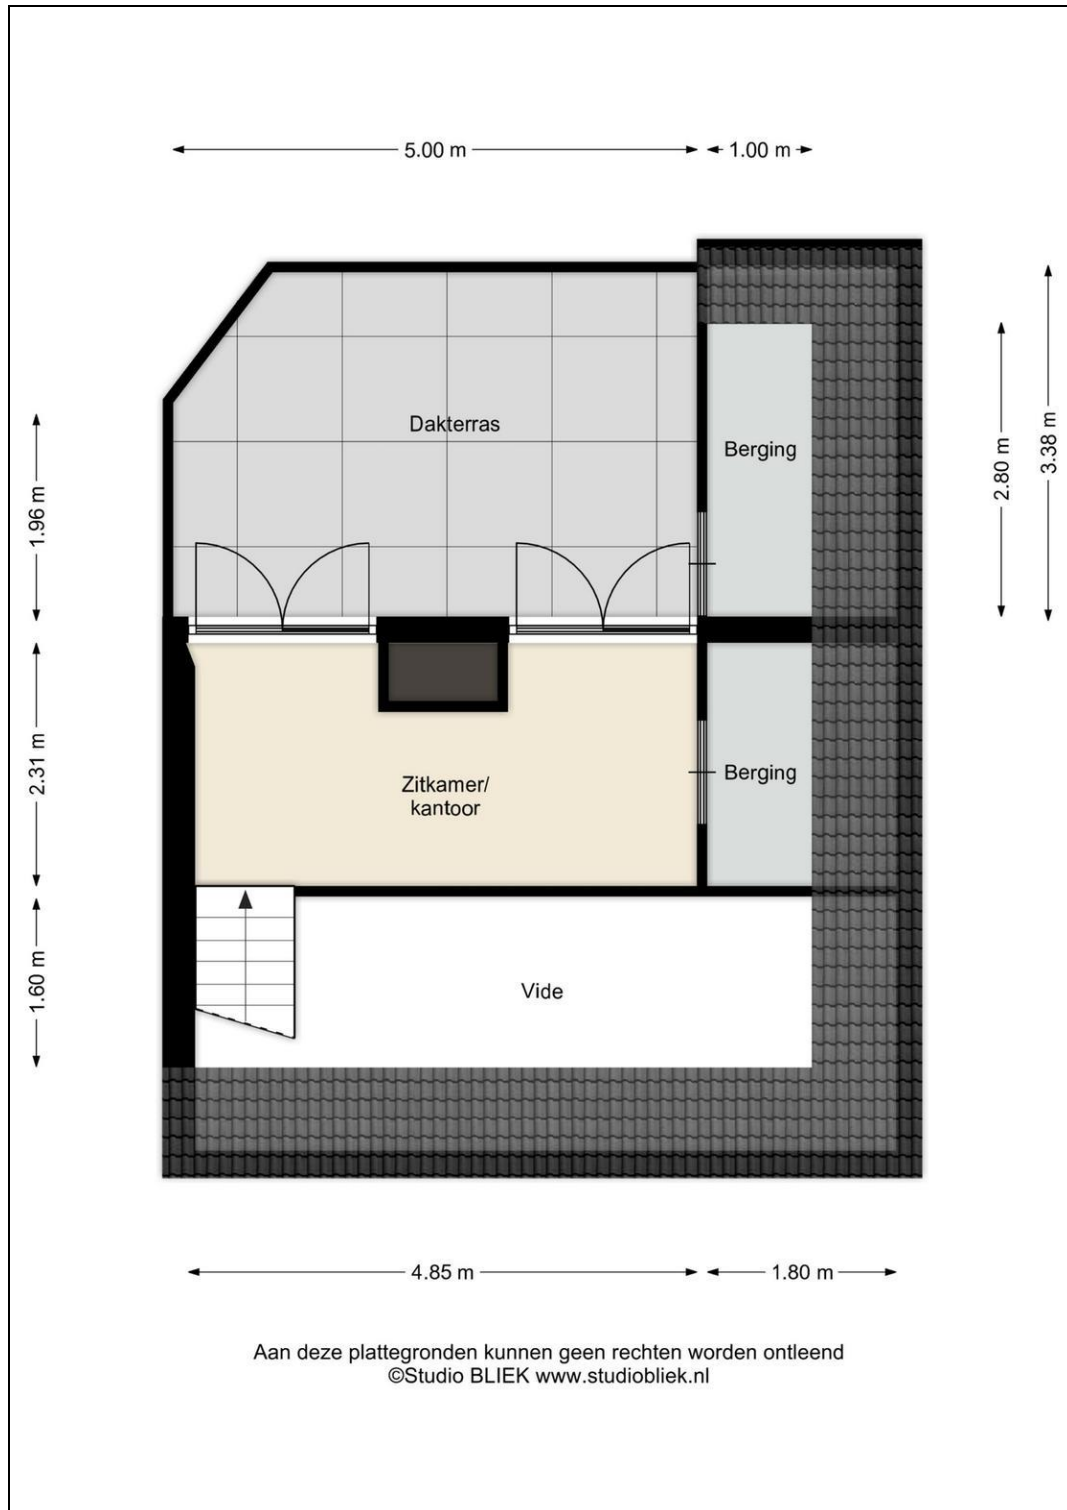 5.00 m
1.00 m
3.38 m
2.80 m
1.96 m
Dakterras
Berging
2.31 m
Zitkamer/
kantoor
Berging
1.60 m
Vide
4.85 m
1.80 m
Aan deze plattegronden kunnen geen rechten worden ontleend
©Studio BLIEK www.studiobliek.nl